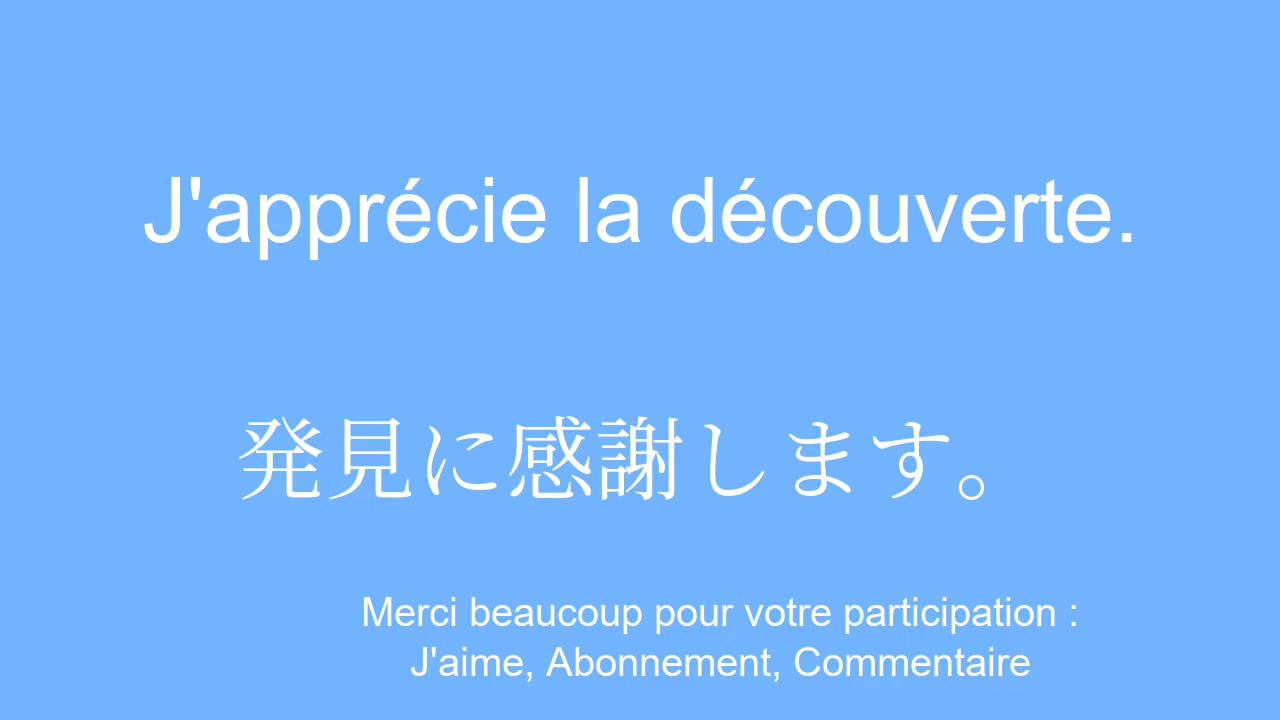 J'apprécie la découverte.
発見に感謝します。
Merci beaucoup pour votre participation :
J'aime, Abonnement, Commentaire